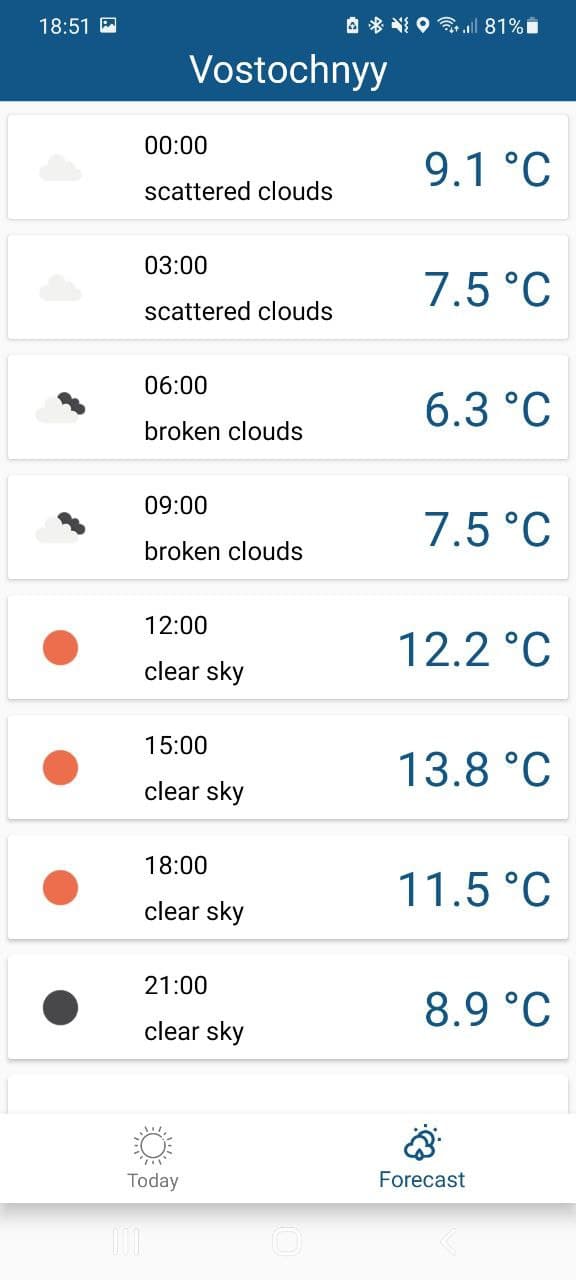 18:51 81%
Vostochnyy
00:00
scattered clouds
9.1 °C
03:00
scattered clouds
7.5 °C
06:00
broken clouds
6.3 °C
09:00
broken clouds
7.5 °C
12:00
clear sky
12.2 °C
15:00
clear sky
13.8 °C
18:00
clear sky
11.5 °C
21:00
clear sky
8.9 °C
Today
Forecast